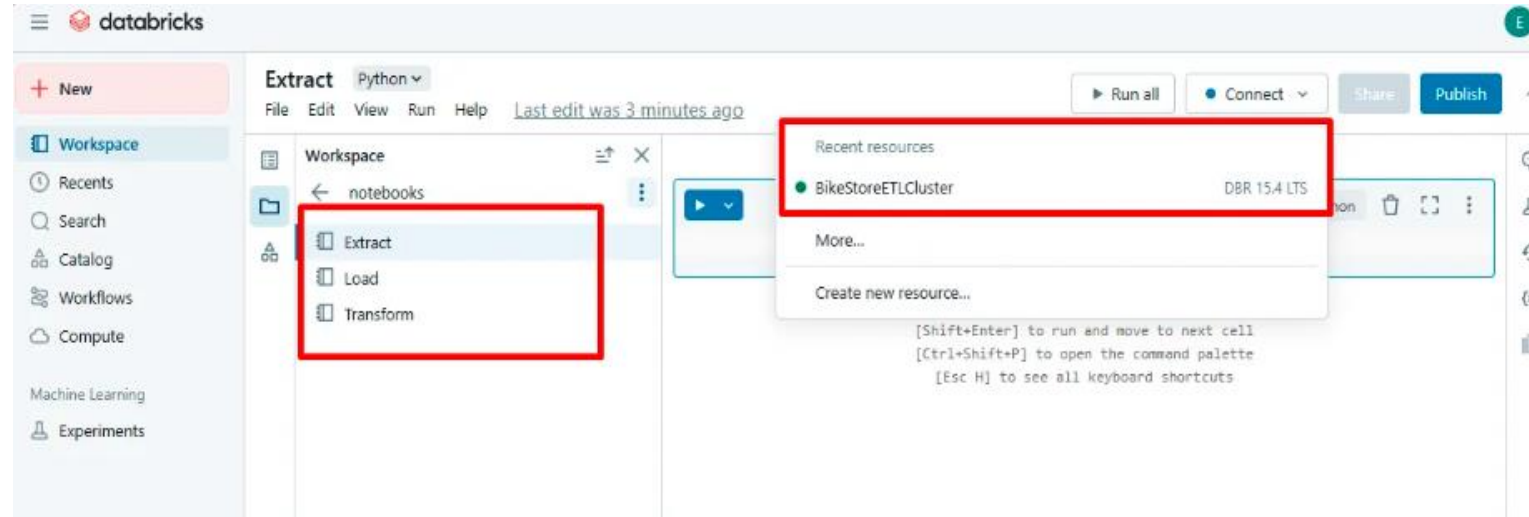 databricks
E
New
Extract Python
Run all Connect Share Publish
File Edit View Run Help Last edit was 3 minutes ago
Workspace
Recents
Search
Catalog
Workflows
Compute
Machine Learning
Experiments
Workspace
notebooks
Extract
Load
Transform
Recent resources
BikeStoreETLCluster DBR 15.4 LTS
More...
Create new resource...
[Shift+Enter] to run and move to next cell
[Ctrl+Shift+P] to open the command palette
[Esc H] to see all keyboard shortcuts